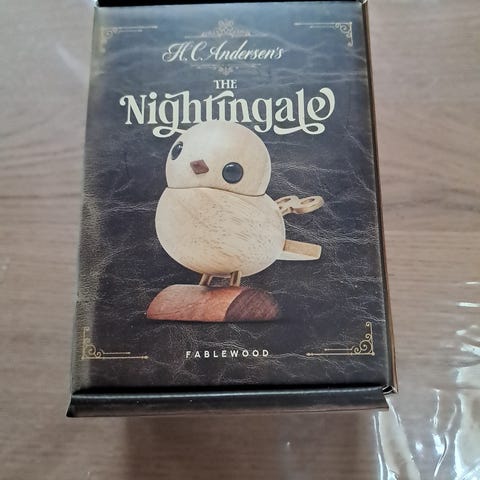 H.C. Andersen's
THE
Nightingale
FABLEWOOD